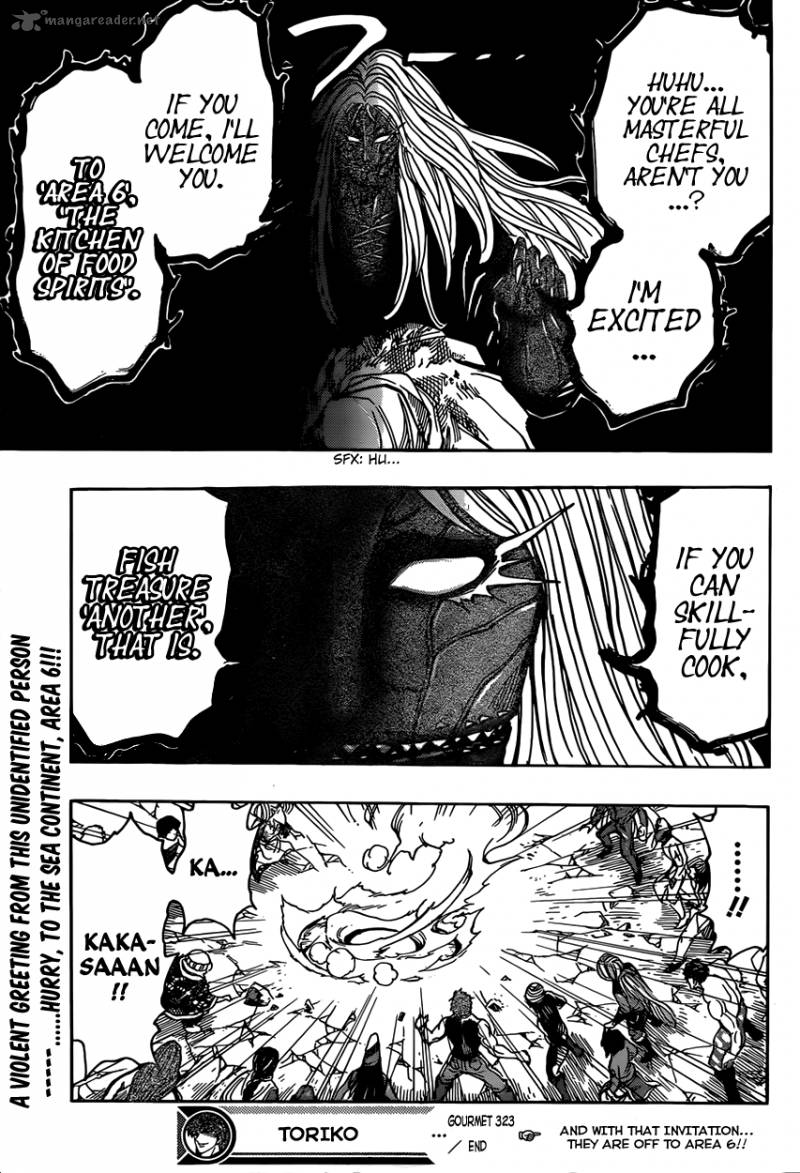 mangareader.net
HUHU...
YOU'RE ALL
MASTERFUL
CHEFS,
AREN'T YOU
...?
I'M
EXCITED
...
IF YOU
COME, I'LL
WELCOME
YOU.
TO
'AREA 6',
"THE
KITCHEN
OF FOOD
SPIRITS".
SFX: HU...
IF YOU
CAN
SKILL-
FULLY
COOK,
FISH
TREASURE
'ANOTHER',
THAT IS.
........
!!
KA...
KAKA-
SAAAN
!!
A VIOLENT GREETING FROM THIS UNIDENTIFIED PERSON
----- ......HURRY, TO THE SEA CONTINENT, AREA 6!!!
TORIKO
... GOURMET 323
/ END
☞ AND WITH THAT INVITATION...
THEY ARE OFF TO AREA 6!!